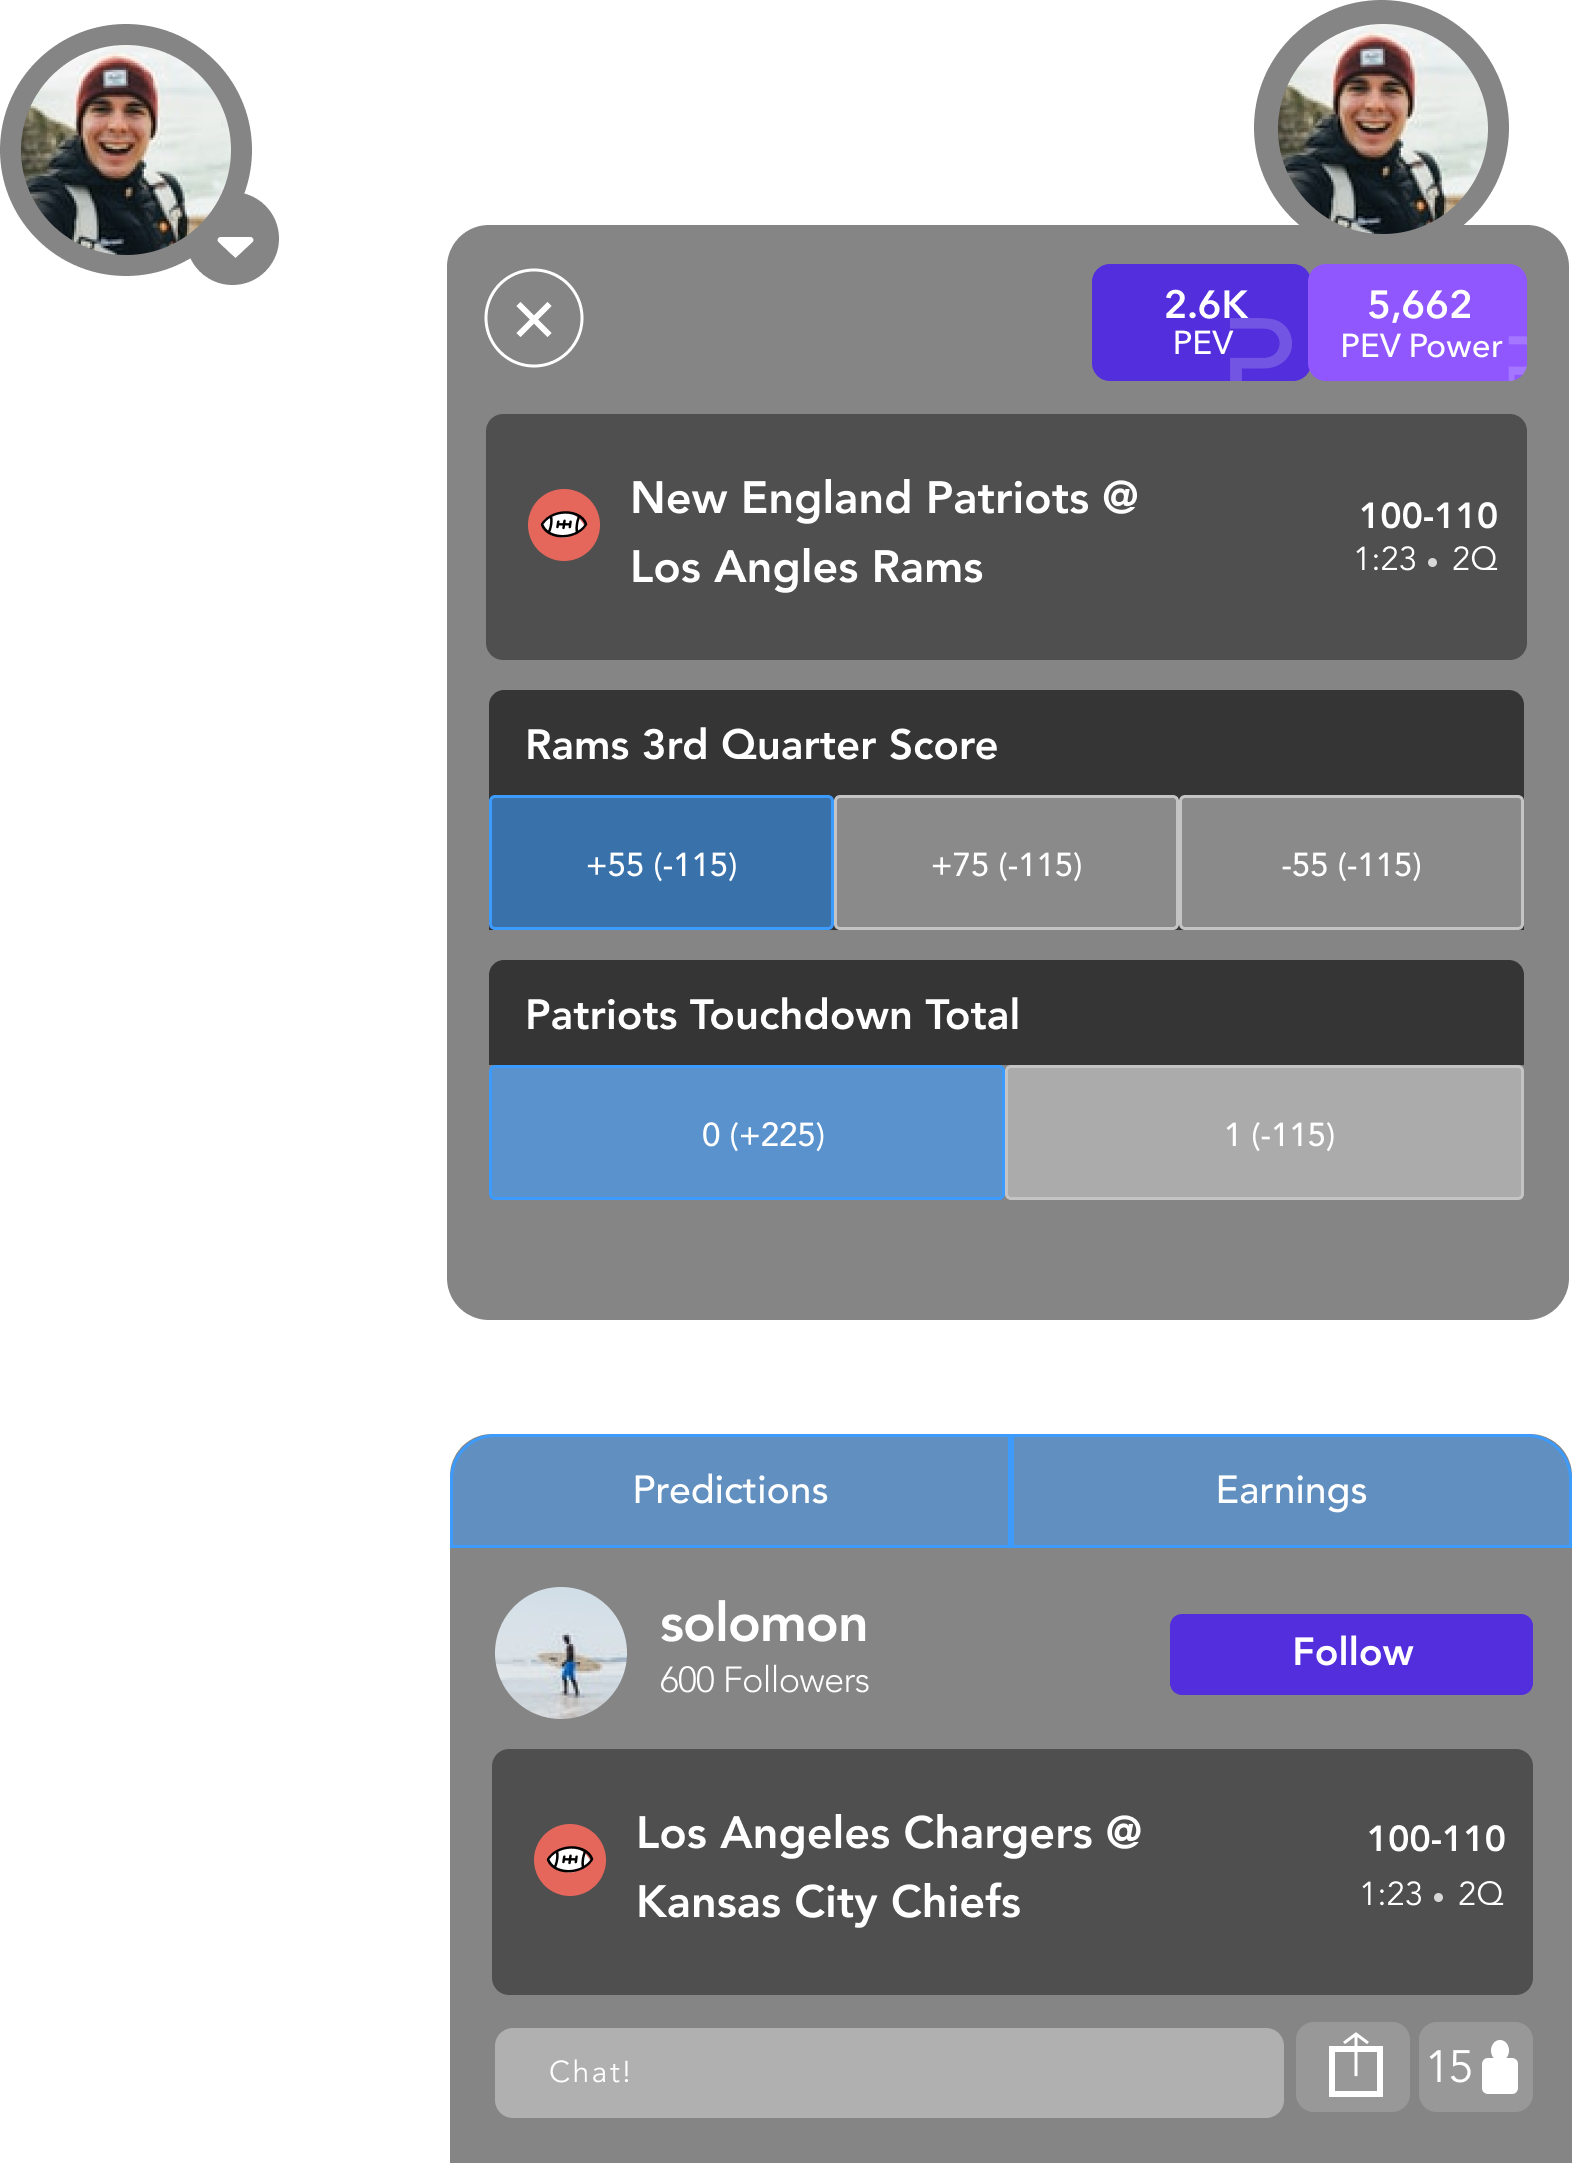 2.6K
PEV
5,662
PEV Power
New England Patriots @
Los Angles Rams
100-110
1:23 • 2Q
Rams 3rd Quarter Score
+55 (-115)
+75 (-115)
-55 (-115)
Patriots Touchdown Total
0 (+225)
1 (-115)
Predictions
Earnings
solomon
600 Followers
Follow
Los Angeles Chargers @
Kansas City Chiefs
100-110
1:23 • 2Q
Chat!
15